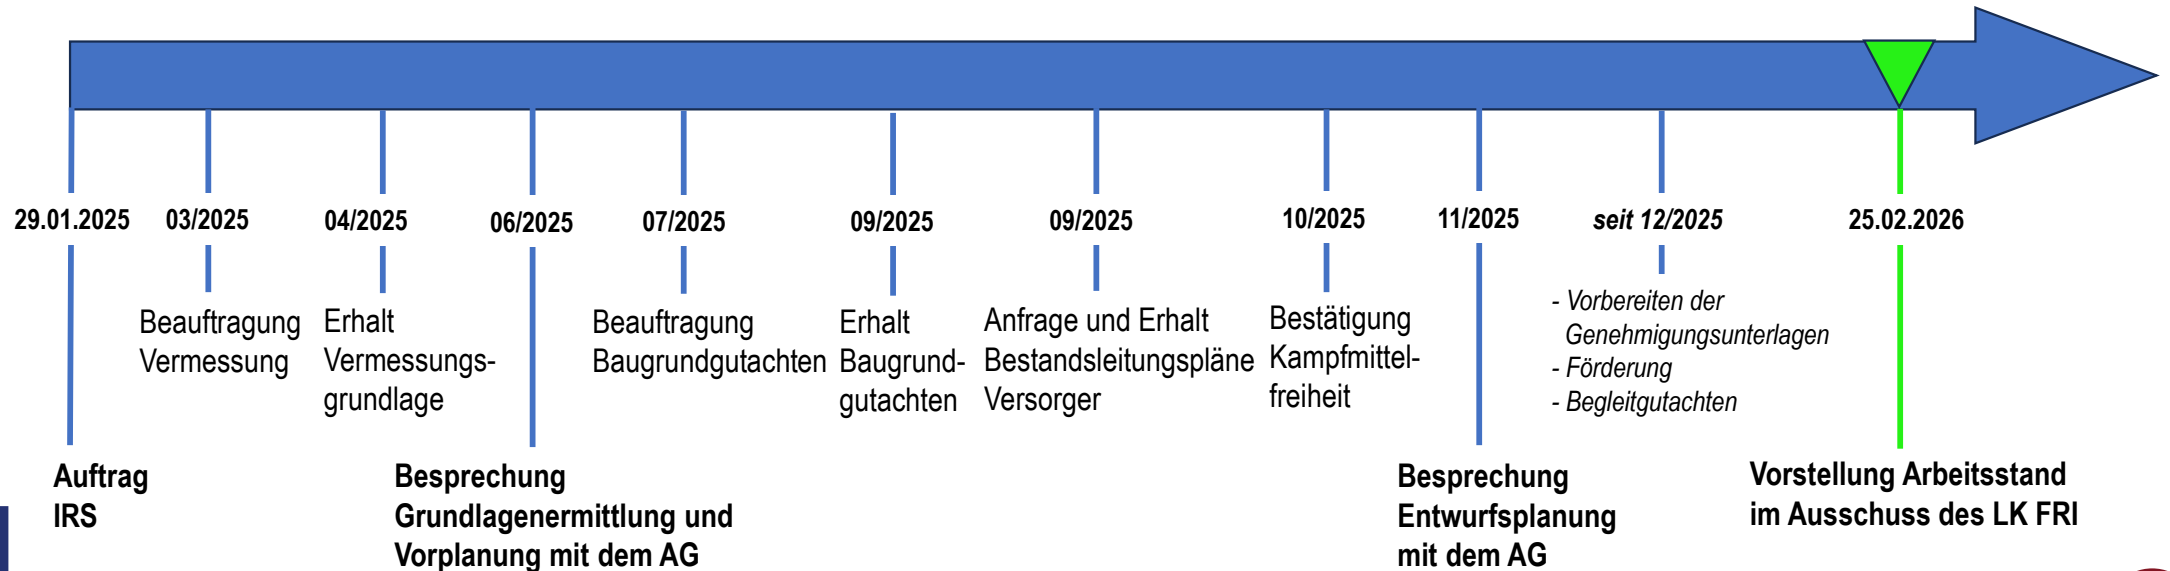 29.01.2025
Auftrag
IRS
03/2025
Beauftragung
Vermessung
04/2025
Erhalt
Vermessungs-
grundlage
06/2025
Besprechung
Grundlagenermittlung und
Vorplanung mit dem AG
07/2025
Beauftragung
Baugrundgutachten
09/2025
Erhalt
Baugrund-
gutachten
09/2025
Anfrage und Erhalt
Bestandsleitungspläne
Versorger
10/2025
Bestätigung
Kampfmittel-
freiheit
11/2025
Besprechung
Entwurfsplanung
mit dem AG
seit 12/2025
- Vorbereiten der
Genehmigungsunterlagen
- Förderung
- Begleitgutachten
25.02.2026
Vorstellung Arbeitsstand
im Ausschuss des LK FRI